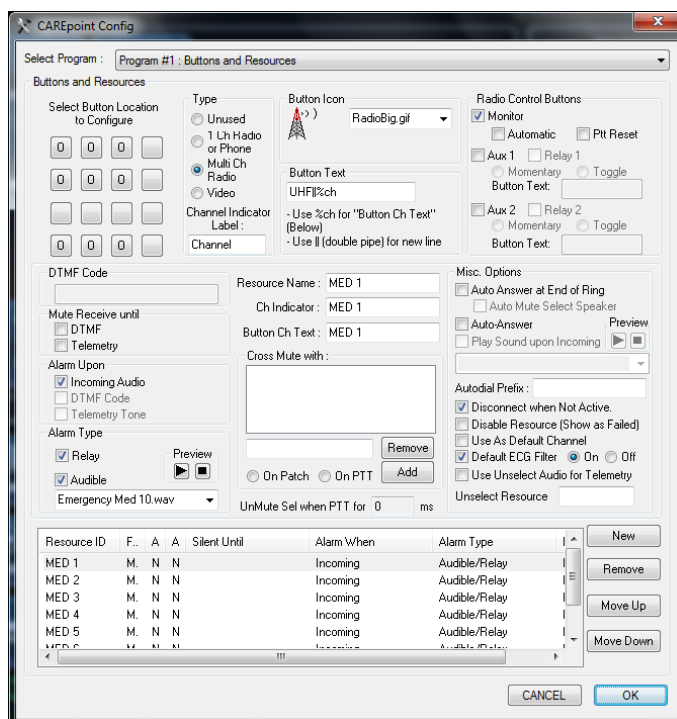 CAREpoint Config
Select Program : Program #1 : Buttons and Resources
Buttons and Resources
Select Button Location
to Configure
0 0 0
0 0 0
0 0 0
Type
Unused
1 Ch Radio
or Phone
Multi Ch
Radio
Video
Channel Indicator
Label :
Channel
Button Icon
RadioBig.gif
Button Text
UHF||%ch
- Use %ch for "Button Ch Text"
(Below)
- Use || (double pipe) for new line
Radio Control Buttons
Monitor
Automatic Ptt Reset
Aux 1 Relay 1
Momentary Toggle
Button Text:
Aux 2 Relay 2
Momentary Toggle
Button Text:
DTMF Code
Mute Receive until
DTMF
Telemetry
Alarm Upon
Incoming Audio
DTMF Code
Telemetry Tone
Alarm Type
Relay
Preview
Audible
Emergency Med 10.wav
Resource Name : MED 1
Ch Indicator : MED 1
Button Ch Text : MED 1
Cross Mute with :
Remove
On Patch On PTT Add
UnMute Sel when PTT for 0 ms
Misc. Options
Auto Answer at End of Ring
Auto Mute Select Speaker
Auto-Answer Preview
Play Sound upon Incoming
Autodial Prefix :
Disconnect when Not Active.
Disable Resource (Show as Failed)
Use As Default Channel
Default ECG Filter On Off
Use Unselect Audio for Telemetry
Unselect Resource
Resource ID F.. A A Silent Until Alarm When Alarm Type
MED 1 M. N N Incoming Audible/Relay
MED 2 M. N N Incoming Audible/Relay
MED 3 M. N N Incoming Audible/Relay
MED 4 M. N N Incoming Audible/Relay
MED 5 M. N N Incoming Audible/Relay
New
Remove
Move Up
Move Down
CANCEL OK